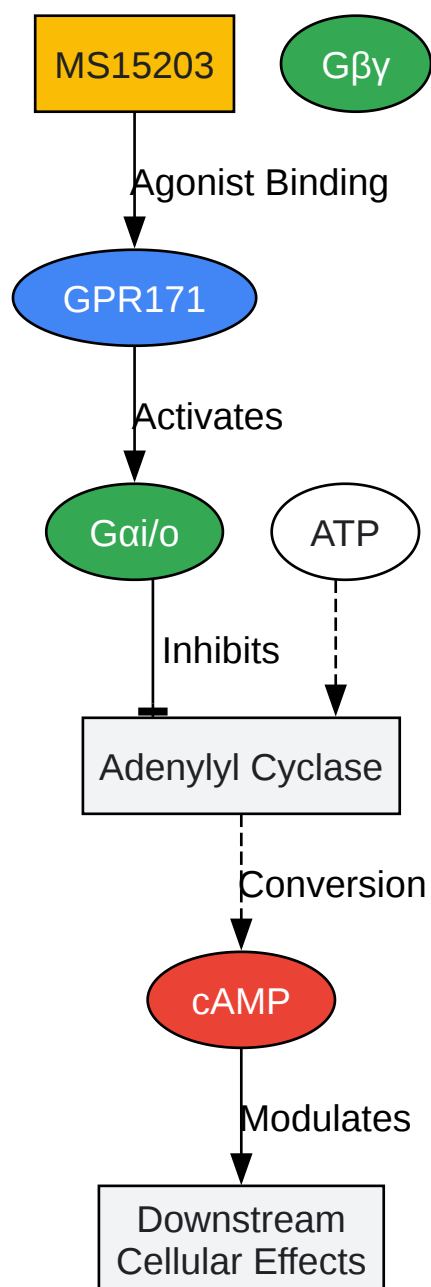 MS15203
Gβγ
Agonist Binding
GPR171
Activates
Gαi/o
ATP
Inhibits
Adenylyl Cyclase
Conversion
cAMP
Modulates
Downstream
Cellular Effects